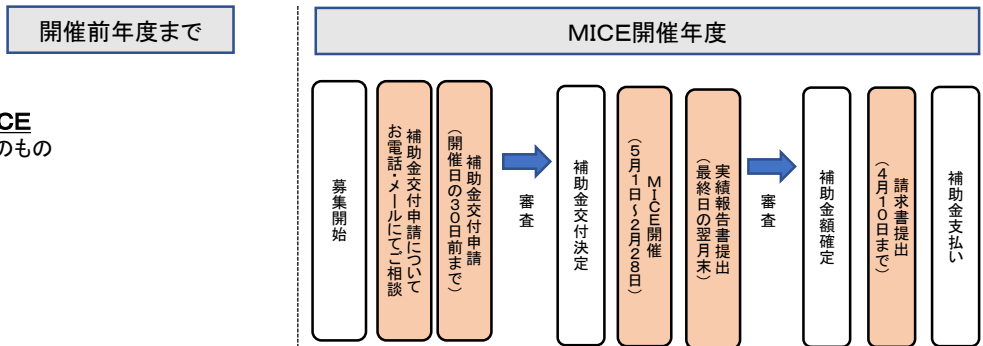 開催前年度まで
MICE開催年度
CE
のもの
募集開始
補助金交付申請について
お電話・メールにてご相談
補助金交付申請
(開催日の30日前まで)
審査
補助金交付決定
MICE開催
(5月1日~2月28日)
実績報告書提出
(最終日の翌月末)
審査
補助金額確定
請求書提出
(4月10日まで)
補助金支払い